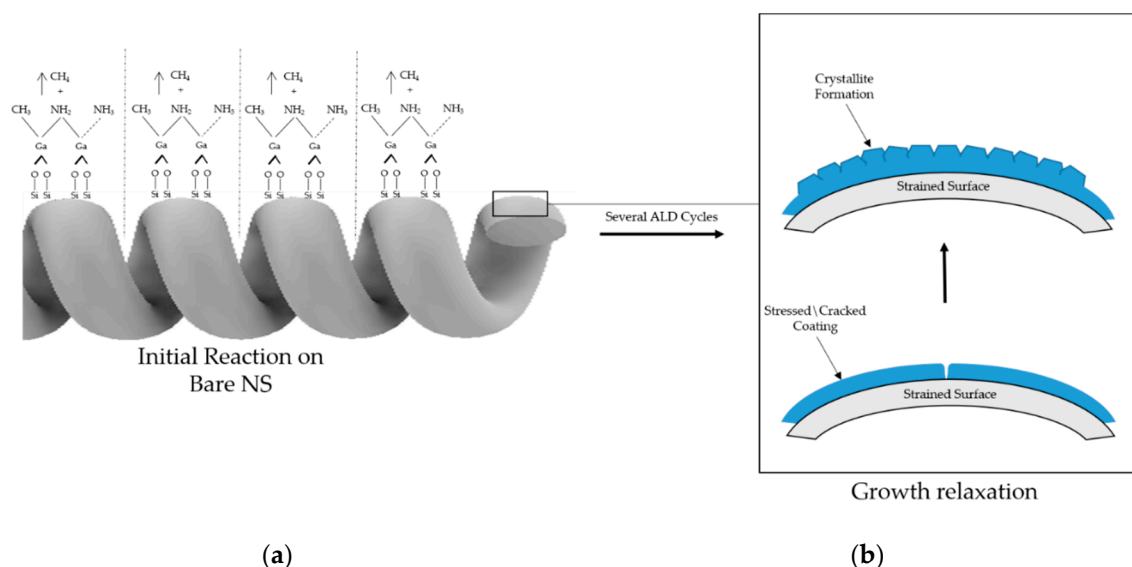 CH₄ CH₄ CH₄ CH₄
+ + + +
CH₃ NH₂ NH₃ CH₃ NH₂ NH₃ CH₃ NH₂ NH₃ CH₃ NH₂ NH₃
Ga Ga Ga Ga Ga Ga Ga Ga
O O O O O O O O O O O O O O O O
Si Si Si Si Si Si Si Si Si Si Si Si Si Si Si Si
Initial Reaction on
Bare NS
Several ALD Cycles
Crystallite
Formation
Strained Surface
Stressed\Cracked
Coating
Strained Surface
Growth relaxation
(a)
(b)